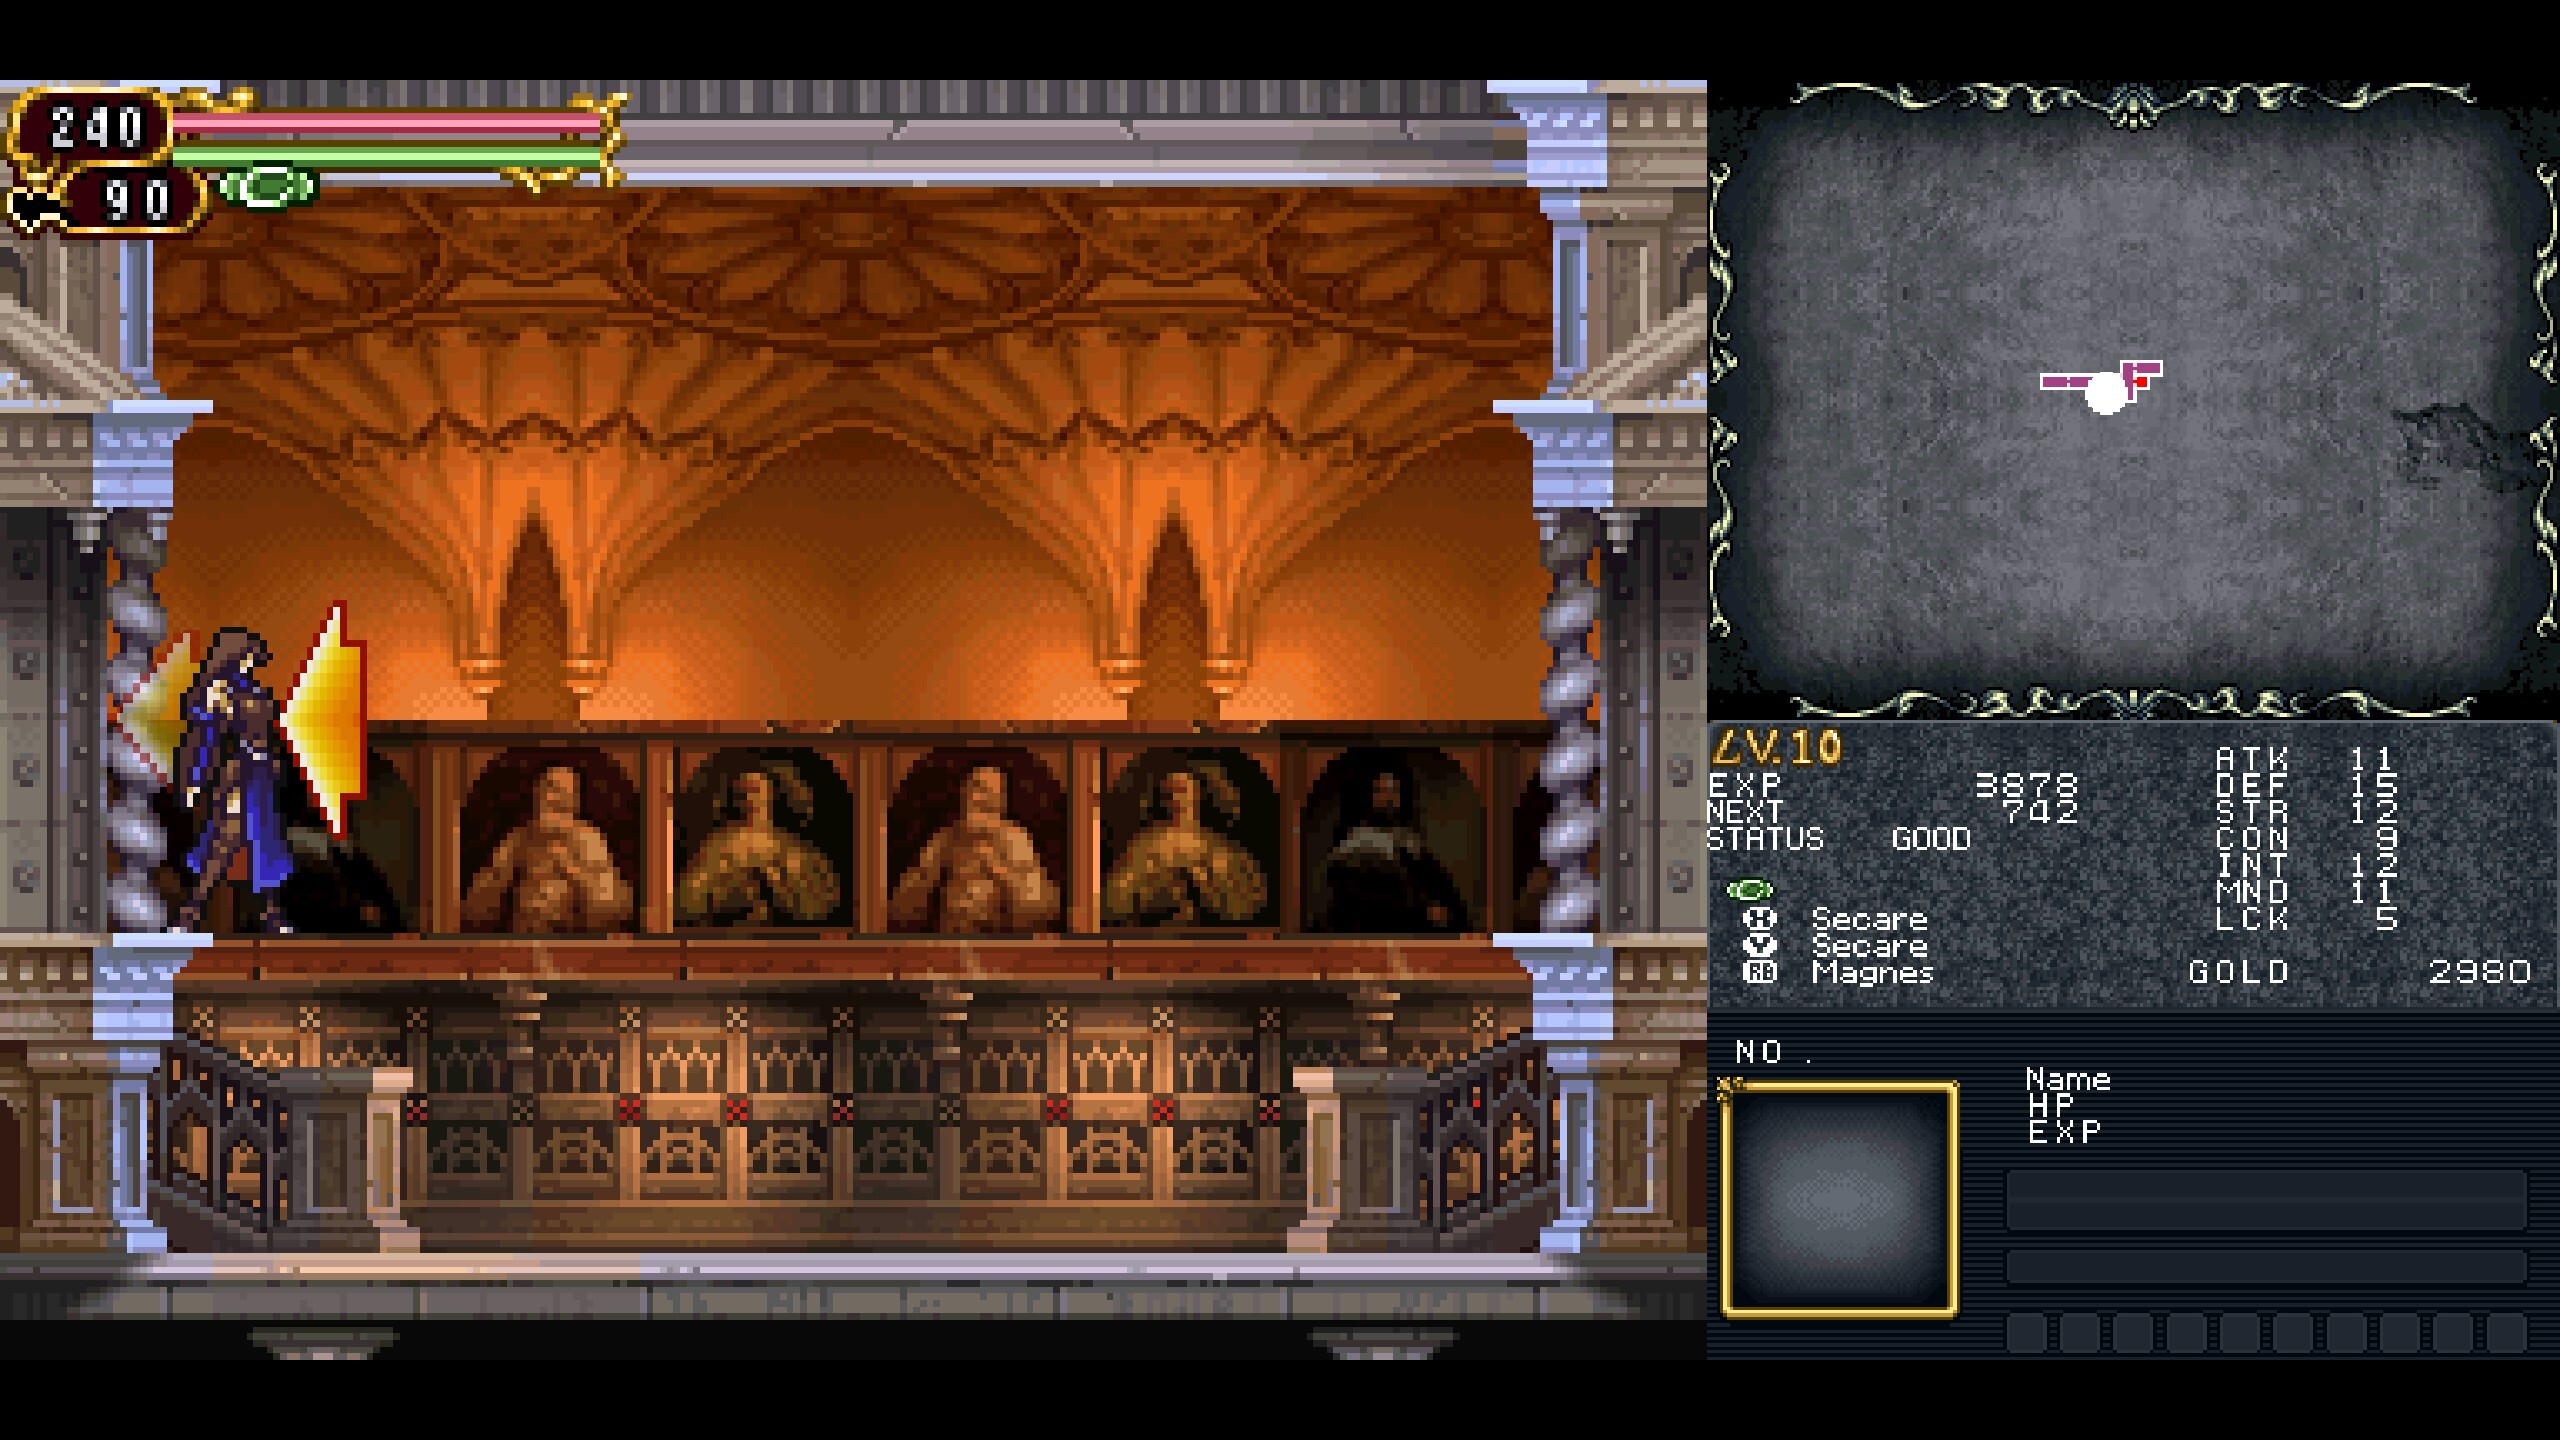 240
90
LV.10
EXP 3878
NEXT 742
STATUS GOOD
ATK 11
DEF 15
STR 12
CON 9
INT 12
MND 11
LCK 5
X Secare
Y Secare
RB Magnes
GOLD 2980
NO .
Name
HP
EXP